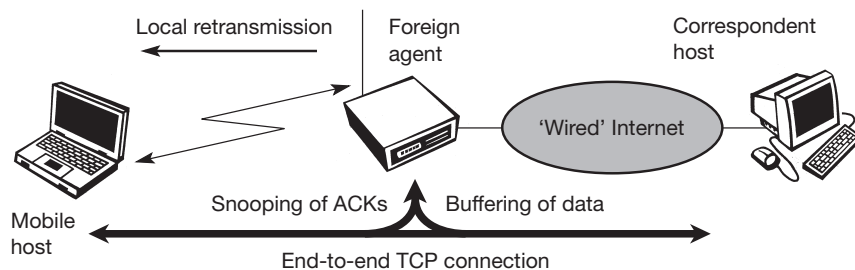 Local retransmission
Foreign
agent
Correspondent
host
‘Wired’ Internet
Mobile
host
Snooping of ACKs
Buffering of data
End-to-end TCP connection